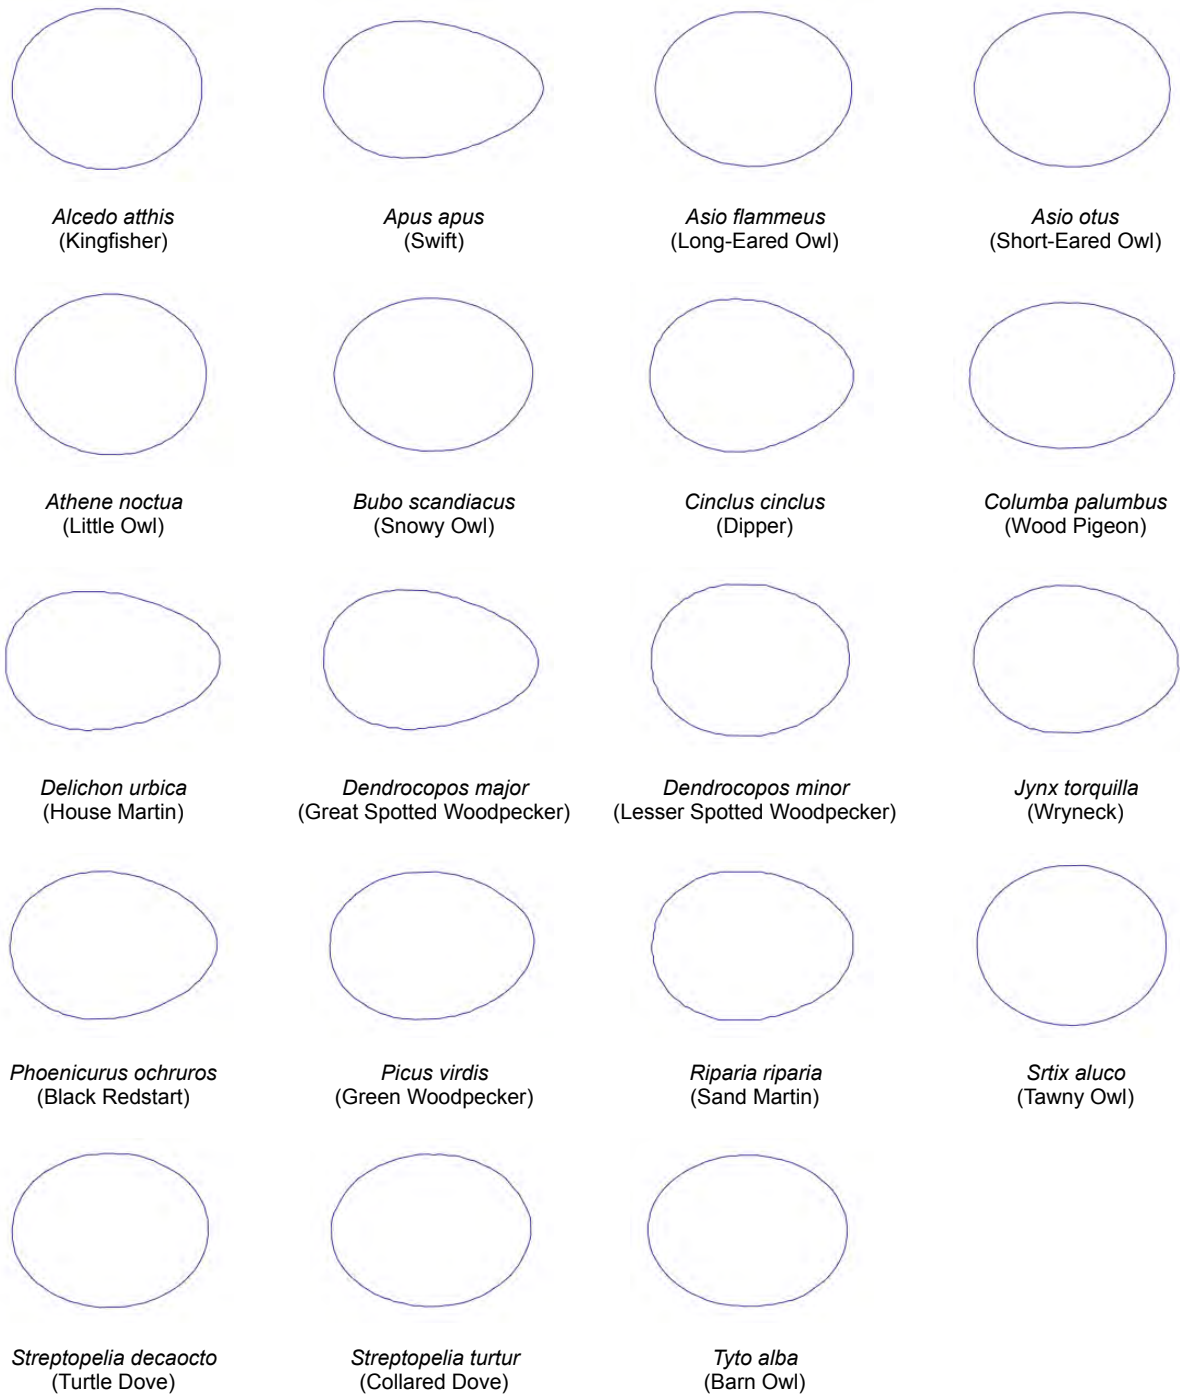 Alcedo atthis
(Kingfisher)
Apus apus
(Swift)
Asio flammeus
(Long-Eared Owl)
Asio otus
(Short-Eared Owl)
Athene noctua
(Little Owl)
Bubo scandiacus
(Snowy Owl)
Cinclus cinclus
(Dipper)
Columba palumbus
(Wood Pigeon)
Delichon urbica
(House Martin)
Dendrocopos major
(Great Spotted Woodpecker)
Dendrocopos minor
(Lesser Spotted Woodpecker)
Jynx torquilla
(Wryneck)
Phoenicurus ochruros
(Black Redstart)
Picus virdis
(Green Woodpecker)
Riparia riparia
(Sand Martin)
Srtix aluco
(Tawny Owl)
Streptopelia decaocto
(Turtle Dove)
Streptopelia turtur
(Collared Dove)
Tyto alba
(Barn Owl)